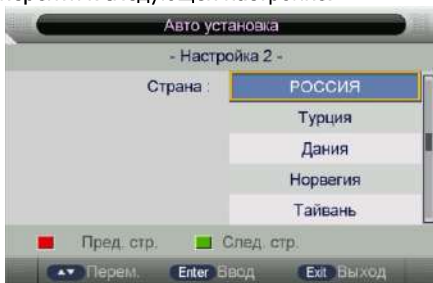 Авто установка
- Настройка 2 -
Страна : РОССИЯ
Турция
Дания
Норвегия
Тайвань
Пред. стр. След. стр.
Перем. Enter Ввод Exit Выход